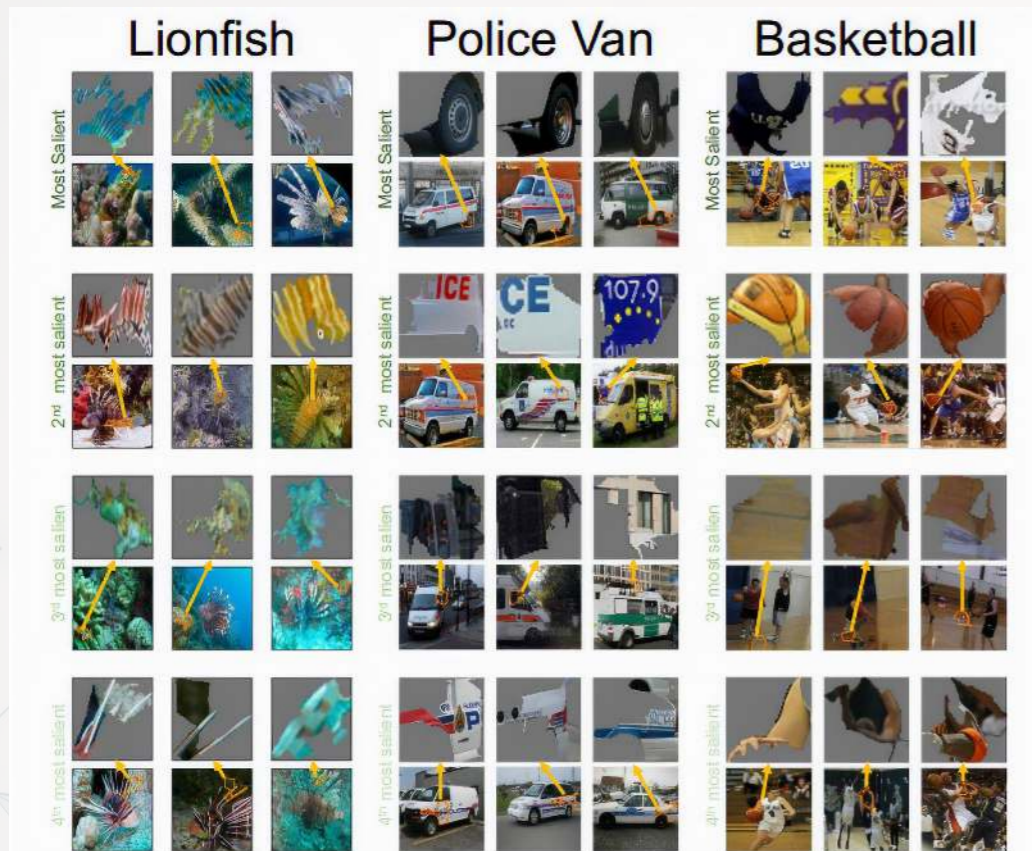 Lionfish
Police Van
Basketball
Most Salient
Most Salient
Most Salient
2nd most salient
2nd most salient
2nd most salient
ICE
CE
107.9
3rd most salien
3rd most salien
3rd most salient
4th most salient
4th most salient
4th most salient
P